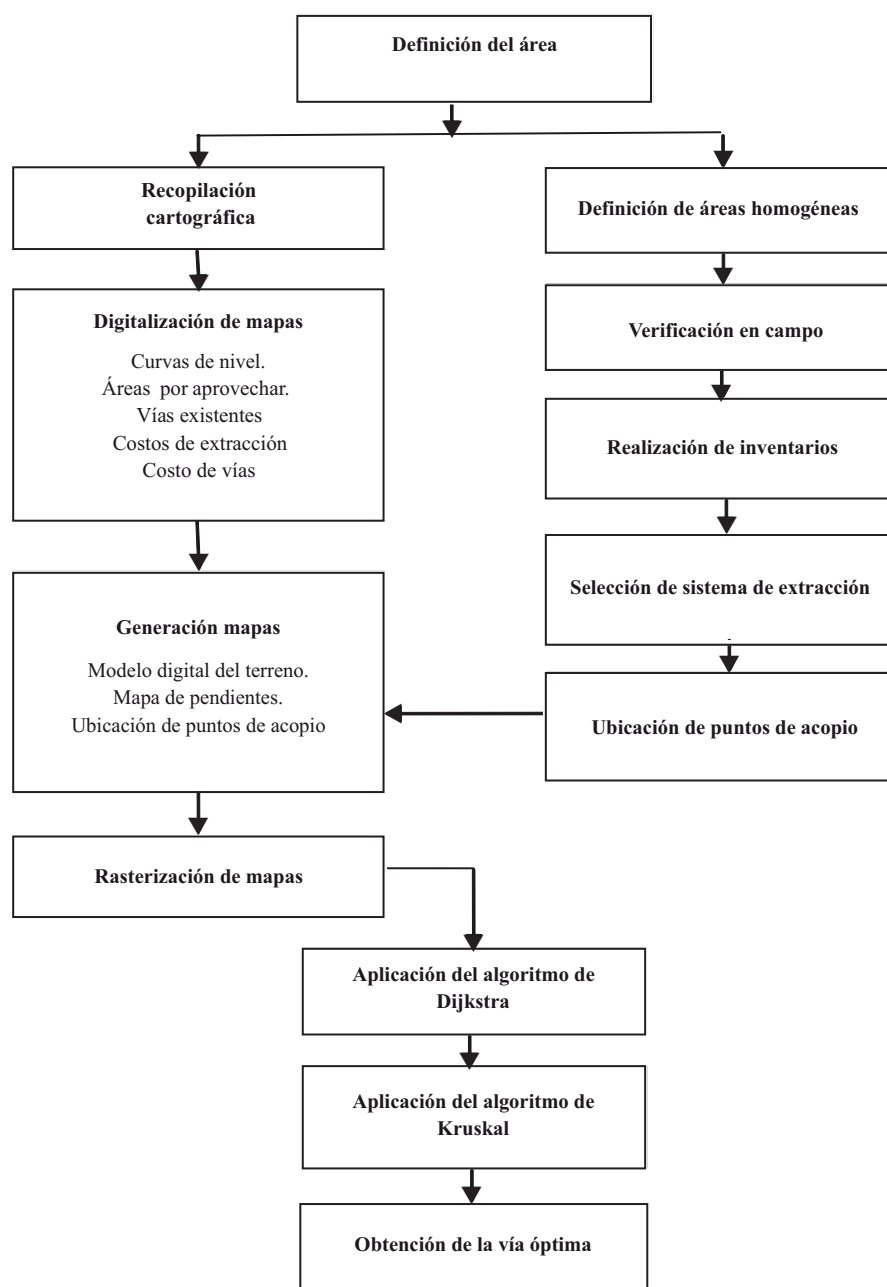 Definición del área
Recopilación
cartográfica
Definición de áreas homogéneas
Digitalización de mapas
Curvas de nivel.
Áreas por aprovechar.
Vías existentes
Costos de extracción
Costo de vías
Verificación en campo
Realización de inventarios
Selección de sistema de extracción
Generación mapas
Modelo digital del terreno.
Mapa de pendientes.
Ubicación de puntos de acopio
Ubicación de puntos de acopio
Rasterización de mapas
Aplicación del algoritmo de
Dijkstra
Aplicación del algoritmo de
Kruskal
Obtención de la vía óptima